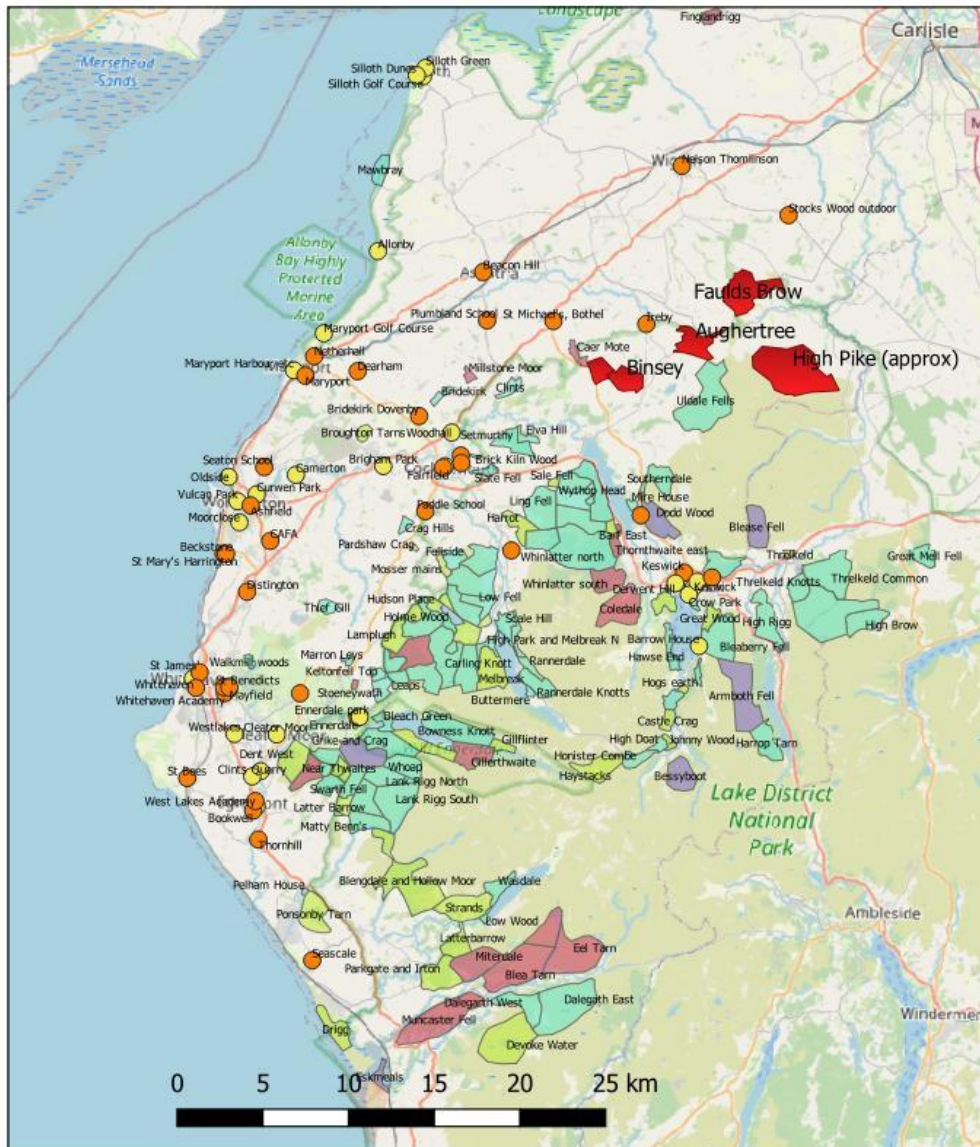 Landscape
Finglandrigg
Carlisle
Mersehead
Sands
Silloth Dunes
Silloth Green
Silloth Golf Course
Mawbray
Nelson Thomlinson
Stocks Wood outdoor
Allonby
Allonby
Bay Highly
Protected
Marine
Area
Beacon Hill
Faulds Brow
Plumbland School
St Michael's, Bothel
Ireby
Aughertree
Maryport Golf Course
Netherhall
Maryport Harbour
Maryport
Dearham
Caer Mote
Millstone Moor
Binsey
High Pike (approx)
Bridekirk
Clints
Uldale Fells
Bridekirk Dovenby
Broughton Tarns
Woodhall
Setmurthy
Elva Hill
Seaton School
Camerton
Brigham Park
Fairfield
Brick Kiln Wood
Slate Fell
Sale Fell
Southerndale
Oldside
Vulcan Park
Curwen Park
Ashfield
Moorclose
Paddle School
Ling Fell
Wythop Head
Mire House
Dodd Wood
Blease Fell
Harrot
Crag Hills
Barf East
Beckstone
CAFA
St Mary's Harrington
Pardshaw Crag
Fellside
Whinlatter north
Thornthwaite east
Keswick
Threlkeld
Great Mell Fell
Mosser mains
Whinlatter south
Derwent Hill
Keswick
Threlkeld Knotts
Threlkeld Common
Distington
Thief Gill
Hudson Place
Low Fell
Coledale
Crow Park
Holme Wood
Scale Hill
Great Wood
High Rigg
High Brow
Lamplugh
High Park and Melbreak N
Barrow House
Bleaberry Fell
Marron Leys
Carling Knott
Rannerdale
Hawse End
St James
Walkmill woods
Keltonfell Top
Melbreak
Whitehaven
St Benedicts
Stoeneywath
Leaps
Rannerdale Knotts
Hogs earth
Armboth Fell
Whitehaven Academy
Mayfield
Buttermere
Ennerdale park
Bleach Green
Castle Crag
Westlakes
Cleator Moor
Ennerdale
Bowness Knott
Gillflinter
High Doat
Johnny Wood
Harrop Tarn
Dent West
Grike and Crag
Gillerthwaite
Honister Combe
St Bees
Clints Quarry
Near Thwaites
Whoap
Haystacks
Bessyboot
Swarth Fell
Lank Rigg North
West Lakes Academy
Latter Barrow
Lank Rigg South
Lake District
National
Park
Bookwell
Matty Benn's
Thornhill
Pelham House
Blengdale and Hollow Moor
Wasdale
Ponsonby Tarn
Strands
Low Wood
Ambleside
Latterbarrow
Eel Tarn
Seascale
Parkgate and Irton
Miterdale
Blea Tarn
Dalegarth West
Dalegath East
Muncaster Fell
Windermer
Drigg
Devoke Water
Eskmeals
0 5 10 15 20 25 km